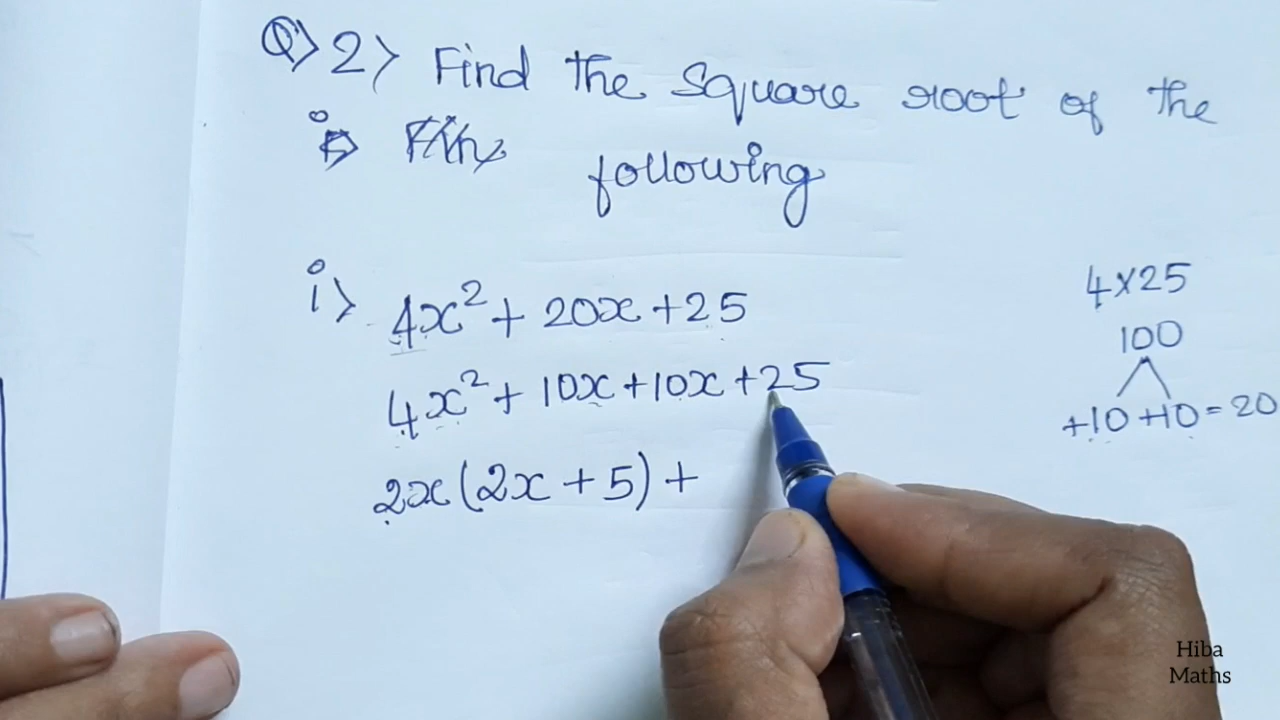 Q> 2> Find the square root of the
following
i> 4x² + 20x + 25
4x² + 10x + 10x + 25
2x(2x + 5) +
4x25
100
+10 +10 = 20
Hiba
Maths